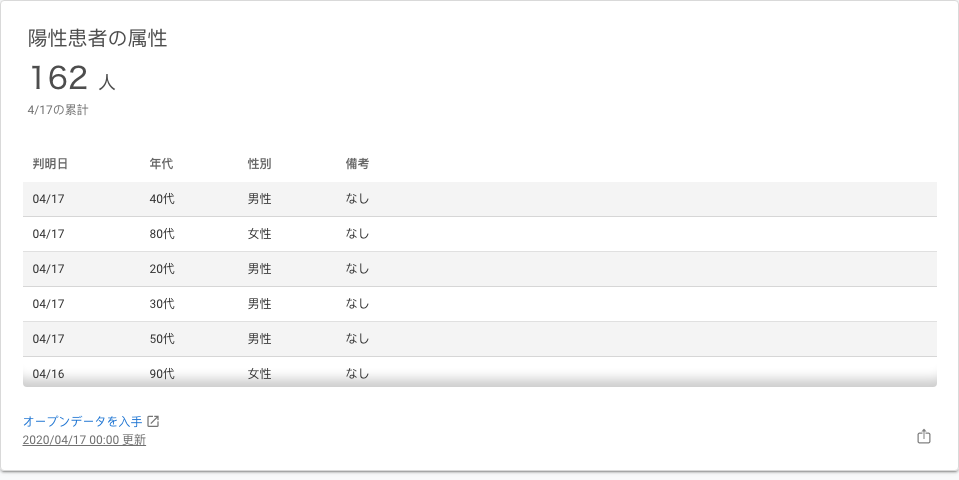 陽性患者の属性
162 人
4/17の累計
判明日 年代 性別 備考
04/17 40代 男性 なし
04/17 80代 女性 なし
04/17 20代 男性 なし
04/17 30代 男性 なし
04/17 50代 男性 なし
04/16 90代 女性 なし
オープンデータを入手
2020/04/17 00:00 更新